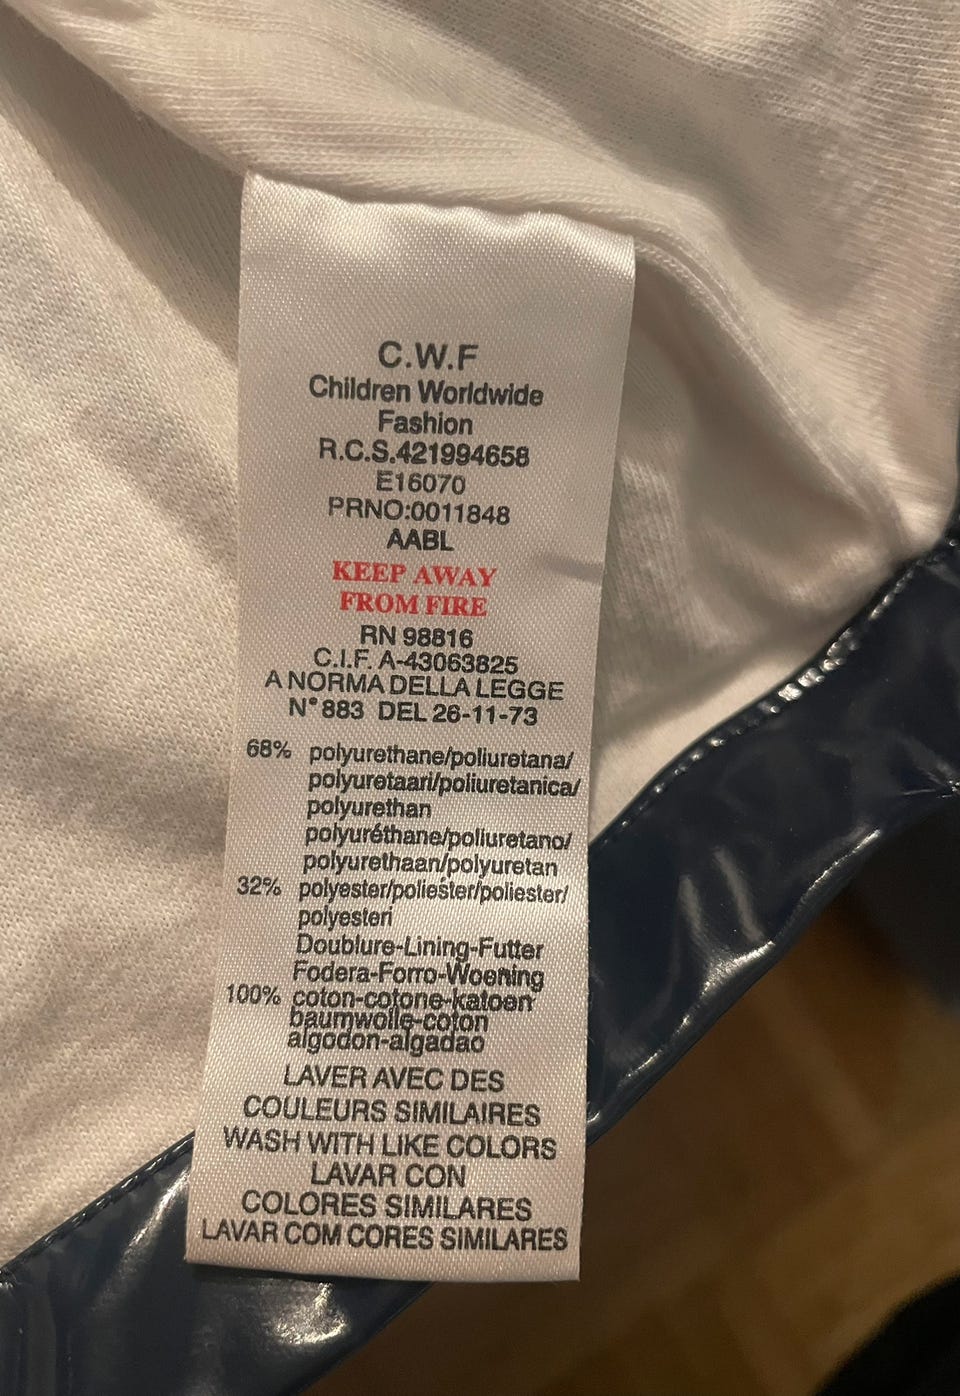 C.W.F
Children Worldwide
Fashion
R.C.S.421994658
E16070
PRNO:0011848
AABL
KEEP AWAY
FROM FIRE
RN 98816
C.I.F. A-43063825
A NORMA DELLA LEGGE
N° 883 DEL 26-11-73
68% polyurethane/poliuretana/
polyuretaari/poliuretanica/
polyurethan
polyuréthane/poliuretano/
polyurethaan/polyuretan
32% polyester/poliešter/poliester/
polyesteri
Doublure-Lining-Futter
Fodera-Forro-Woening
100% coton-cotone-katoen
baumwolle-coton
algodon-algadao
LAVER AVEC DES
COULEURS SIMILAIRES
WASH WITH LIKE COLORS
LAVAR CON
COLORES SIMILARES
LAVAR COM CORES SIMILARES